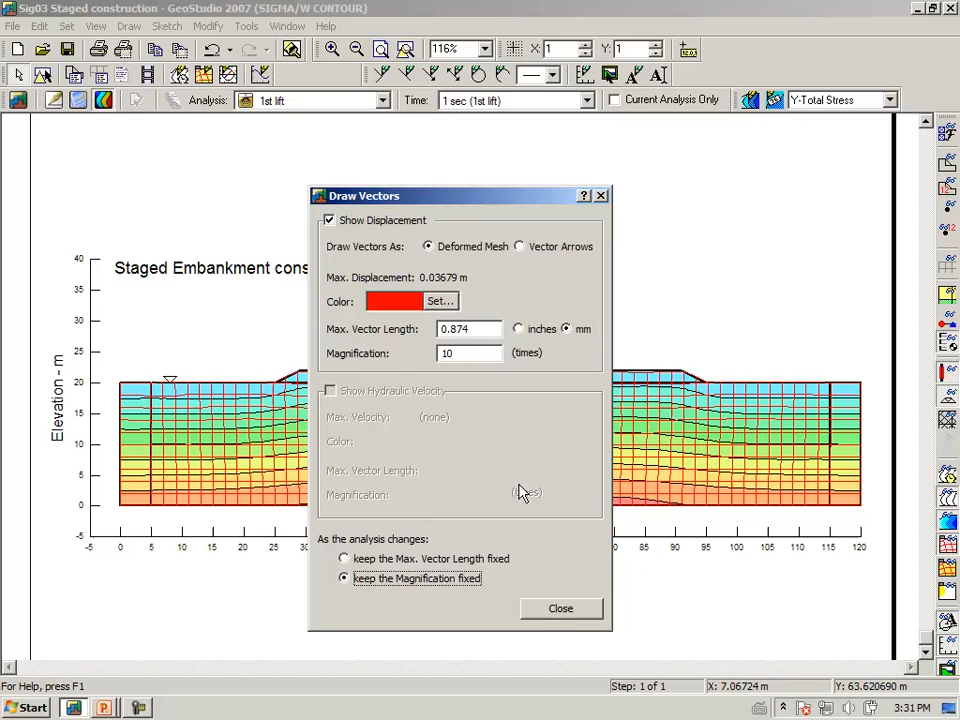 Sig03 Staged construction - GeoStudio 2007 (SIGMA/W CONTOUR)
File Edit Set View Draw Sketch Modify Tools Window Help
116% X: 1 Y: 1
Analysis: 1st lift Time: 1 sec (1st lift) Current Analysis Only Y-Total Stress
Draw Vectors
Show Displacement
Draw Vectors As: Deformed Mesh Vector Arrows
Max. Displacement: 0.03679 m
Color: Set...
Max. Vector Length: 0.874 inches mm
Magnification: 10 (times)
Show Hydraulic Velocity
Max. Velocity: (none)
Color:
Max. Vector Length:
Magnification:
As the analysis changes:
keep the Max. Vector Length fixed
keep the Magnification fixed
Close
Staged Embankment cons
Elevation - m
40
35
30
25
20
15
10
5
0
-5
-5 0 5 10 15 20 25 85 90 95 100 105 110 115 120
For Help, press F1 Step: 1 of 1 X: 7.06724 m Y: 63.620690 m
Start 3:31 PM